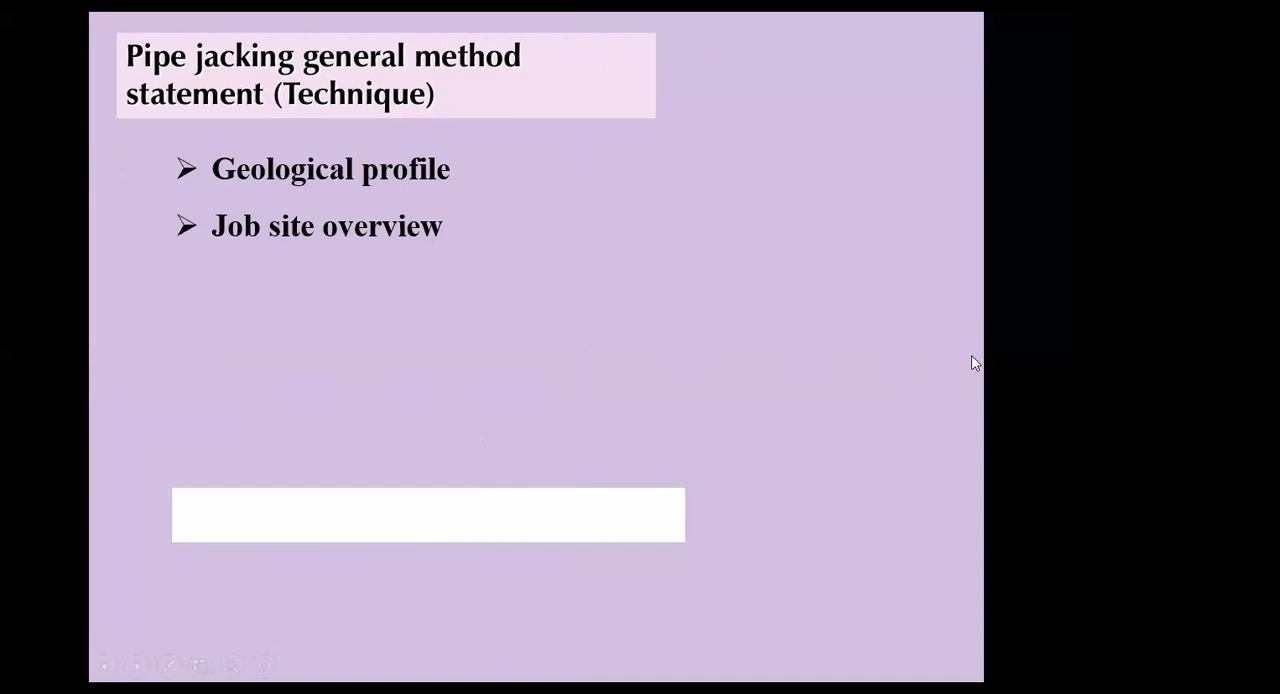 Pipe jacking general method
statement (Technique)
Geological profile
Job site overview